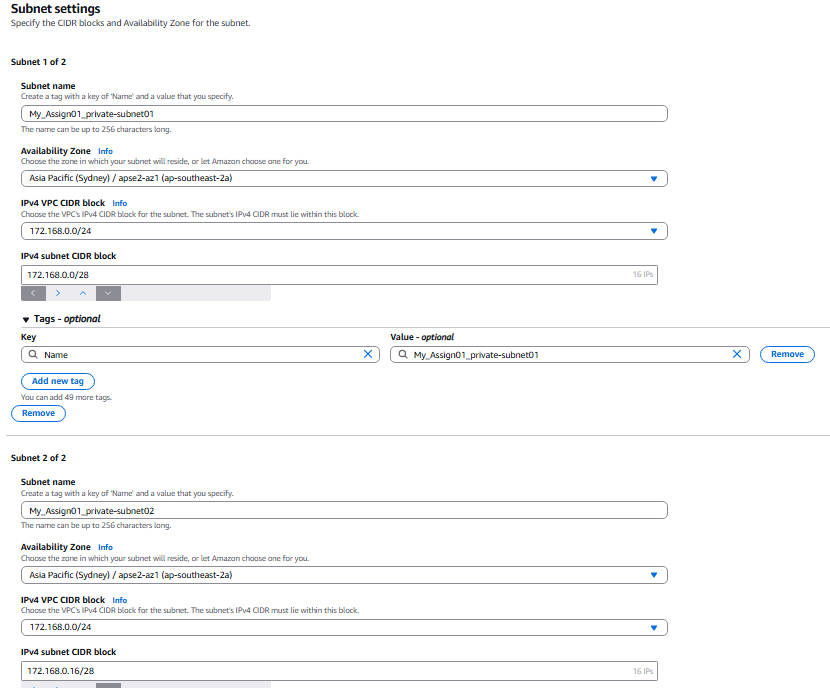 Subnet settings
Specify the CIDR blocks and Availability Zone for the subnet.
Subnet 1 of 2
Subnet name
Create a tag with a key of 'Name' and a value that you specify.
My_Assign01_private-subnet01
The name can be up to 256 characters long.
Availability Zone Info
Choose the zone in which your subnet will reside, or let Amazon choose one for you.
Asia Pacific (Sydney) / apse2-az1 (ap-southeast-2a)
IPv4 VPC CIDR block Info
Choose the VPC's IPv4 CIDR block for the subnet. The subnet's IPv4 CIDR must lie within this block.
172.168.0.0/24
IPv4 subnet CIDR block
172.168.0.0/28 16 IPs
Tags - optional
Key Value - optional
Name My_Assign01_private-subnet01 Remove
Add new tag
You can add 49 more tags.
Remove
Subnet 2 of 2
Subnet name
Create a tag with a key of 'Name' and a value that you specify.
My_Assign01_private-subnet02
The name can be up to 256 characters long.
Availability Zone Info
Choose the zone in which your subnet will reside, or let Amazon choose one for you.
Asia Pacific (Sydney) / apse2-az1 (ap-southeast-2a)
IPv4 VPC CIDR block Info
Choose the VPC's IPv4 CIDR block for the subnet. The subnet's IPv4 CIDR must lie within this block.
172.168.0.0/24
IPv4 subnet CIDR block
172.168.0.16/28 16 IPs